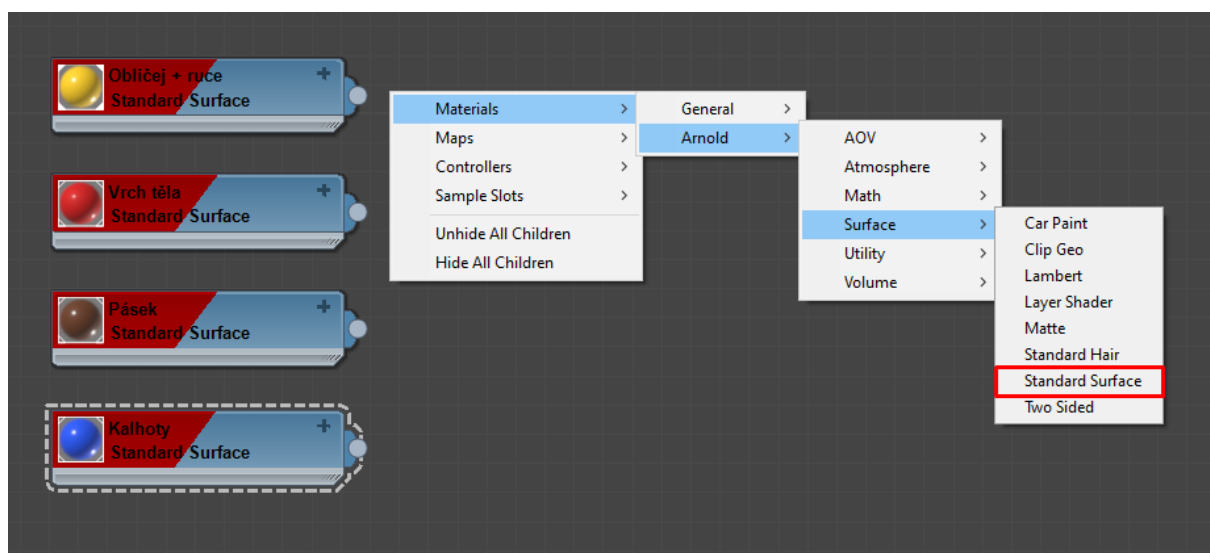 Obličej + ruce
Standard Surface
Vrch těla
Standard Surface
Pásek
Standard Surface
Kalhoty
Standard Surface
Materials
Maps
Controllers
Sample Slots
Unhide All Children
Hide All Children
General
Arnold
AOV
Atmosphere
Math
Surface
Utility
Volume
Car Paint
Clip Geo
Lambert
Layer Shader
Matte
Standard Hair
Standard Surface
Two Sided